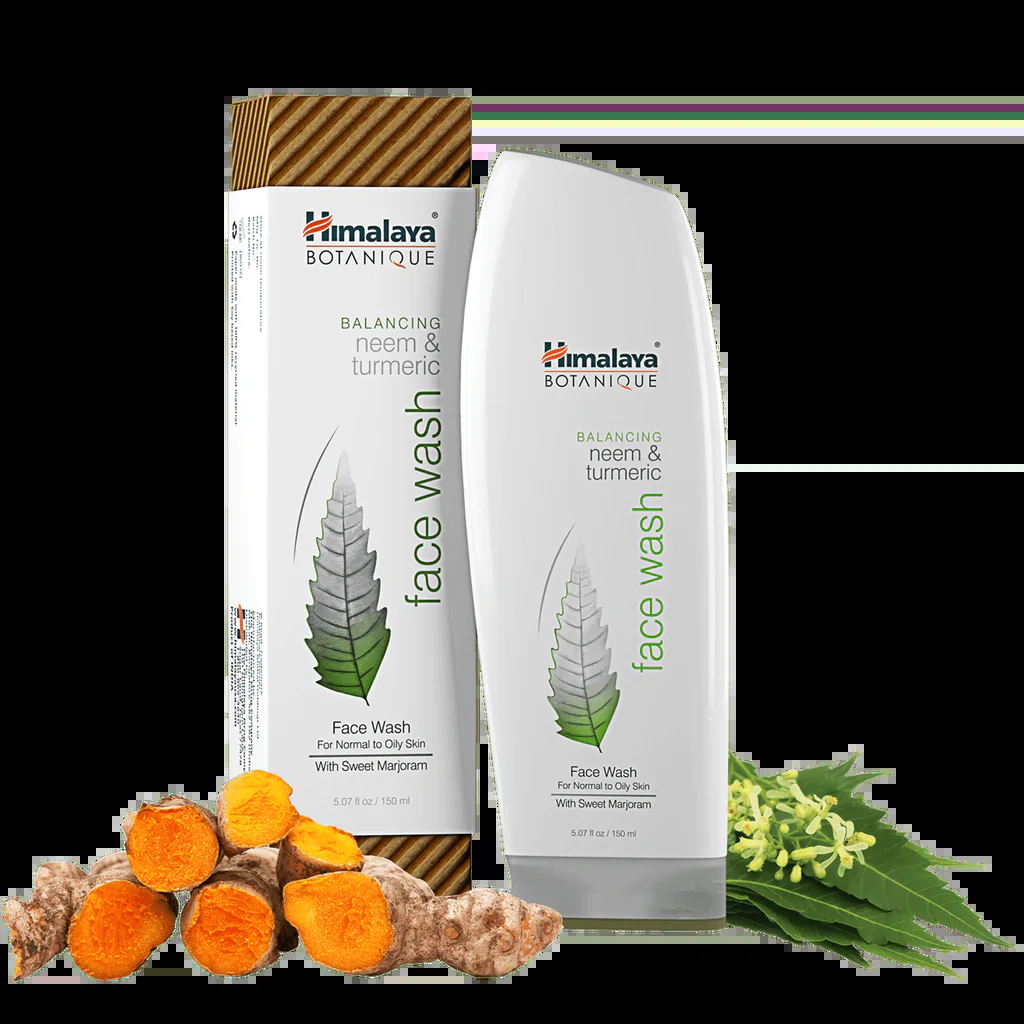 Himalaya®
BOTANIQUE
BALANCING
neem &
turmeric
face wash
Face Wash
For Normal to Oily Skin
With Sweet Marjoram
5.07 fl oz / 150 ml
Himalaya®
BOTANIQUE
BALANCING
neem &
turmeric
face wash
Face Wash
For Normal to Oily Skin
With Sweet Marjoram
5.07 fl oz / 150 ml